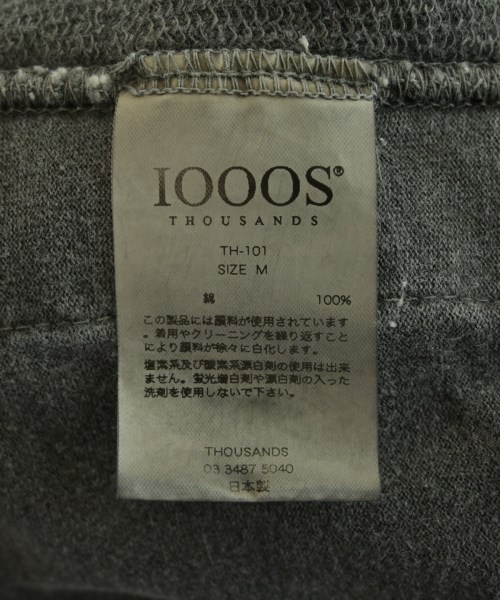 IOOOS®
THOUSANDS
TH-101
SIZE M
綿 100%
この製品には顔料が使用されています
。着用やクリーニングを繰り返すこと
により顔料が徐々に白化します。
塩素系及び酸素系漂白剤の使用は出来
ません。蛍光増白剤や漂白剤の入った
洗剤を使用しないで下さい。
THOUSANDS
03 3487 5040
日本製